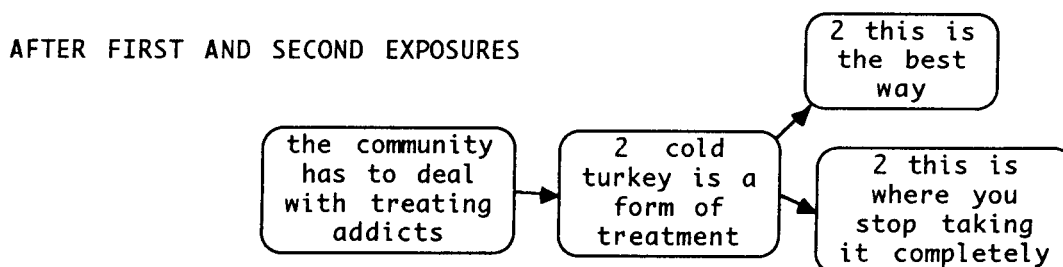 AFTER FIRST AND SECOND EXPOSURES
2 this is
the best
way
the community
has to deal
with treating
addicts
2 cold
turkey is a
form of
treatment
2 this is
where you
stop taking
it completely